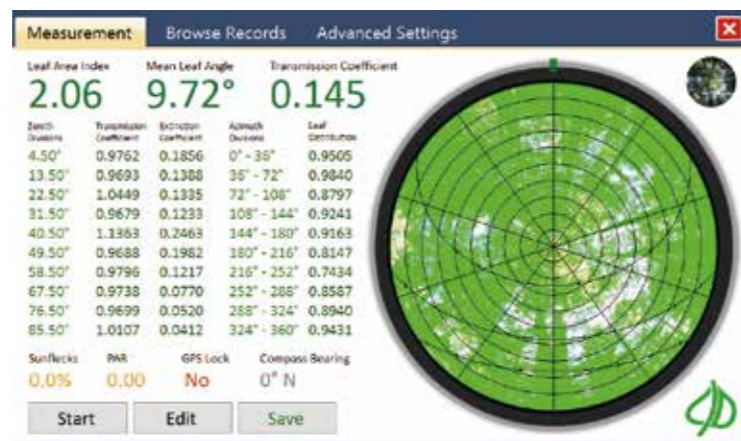 Measurement Browse Records Advanced Settings
Leaf Area Index Mean Leaf Angle Transmission Coefficient
2.06 9.72° 0.145
Zenith Divisions Transmission Coefficient Extinction Coefficient Azimuth Divisions Leaf Distribution
4.50° 0.9762 0.1856 0° - 36° 0.9505
13.50° 0.9693 0.1388 36° - 72° 0.9840
22.50° 1.0449 0.1335 72° - 108° 0.8797
31.50° 0.9679 0.1233 108° - 144° 0.9241
40.50° 1.1363 0.2463 144° - 180° 0.9163
49.50° 0.9688 0.1982 180° - 216° 0.8147
58.50° 0.9796 0.1217 216° - 252° 0.7434
67.50° 0.9738 0.0770 252° - 288° 0.8587
76.50° 0.9699 0.0520 288° - 324° 0.8940
85.50° 1.0107 0.0412 324° - 360° 0.9431
Sunflecks PAR GPS Lock Compass Bearing
0.0% 0.00 No 0° N
Start Edit Save